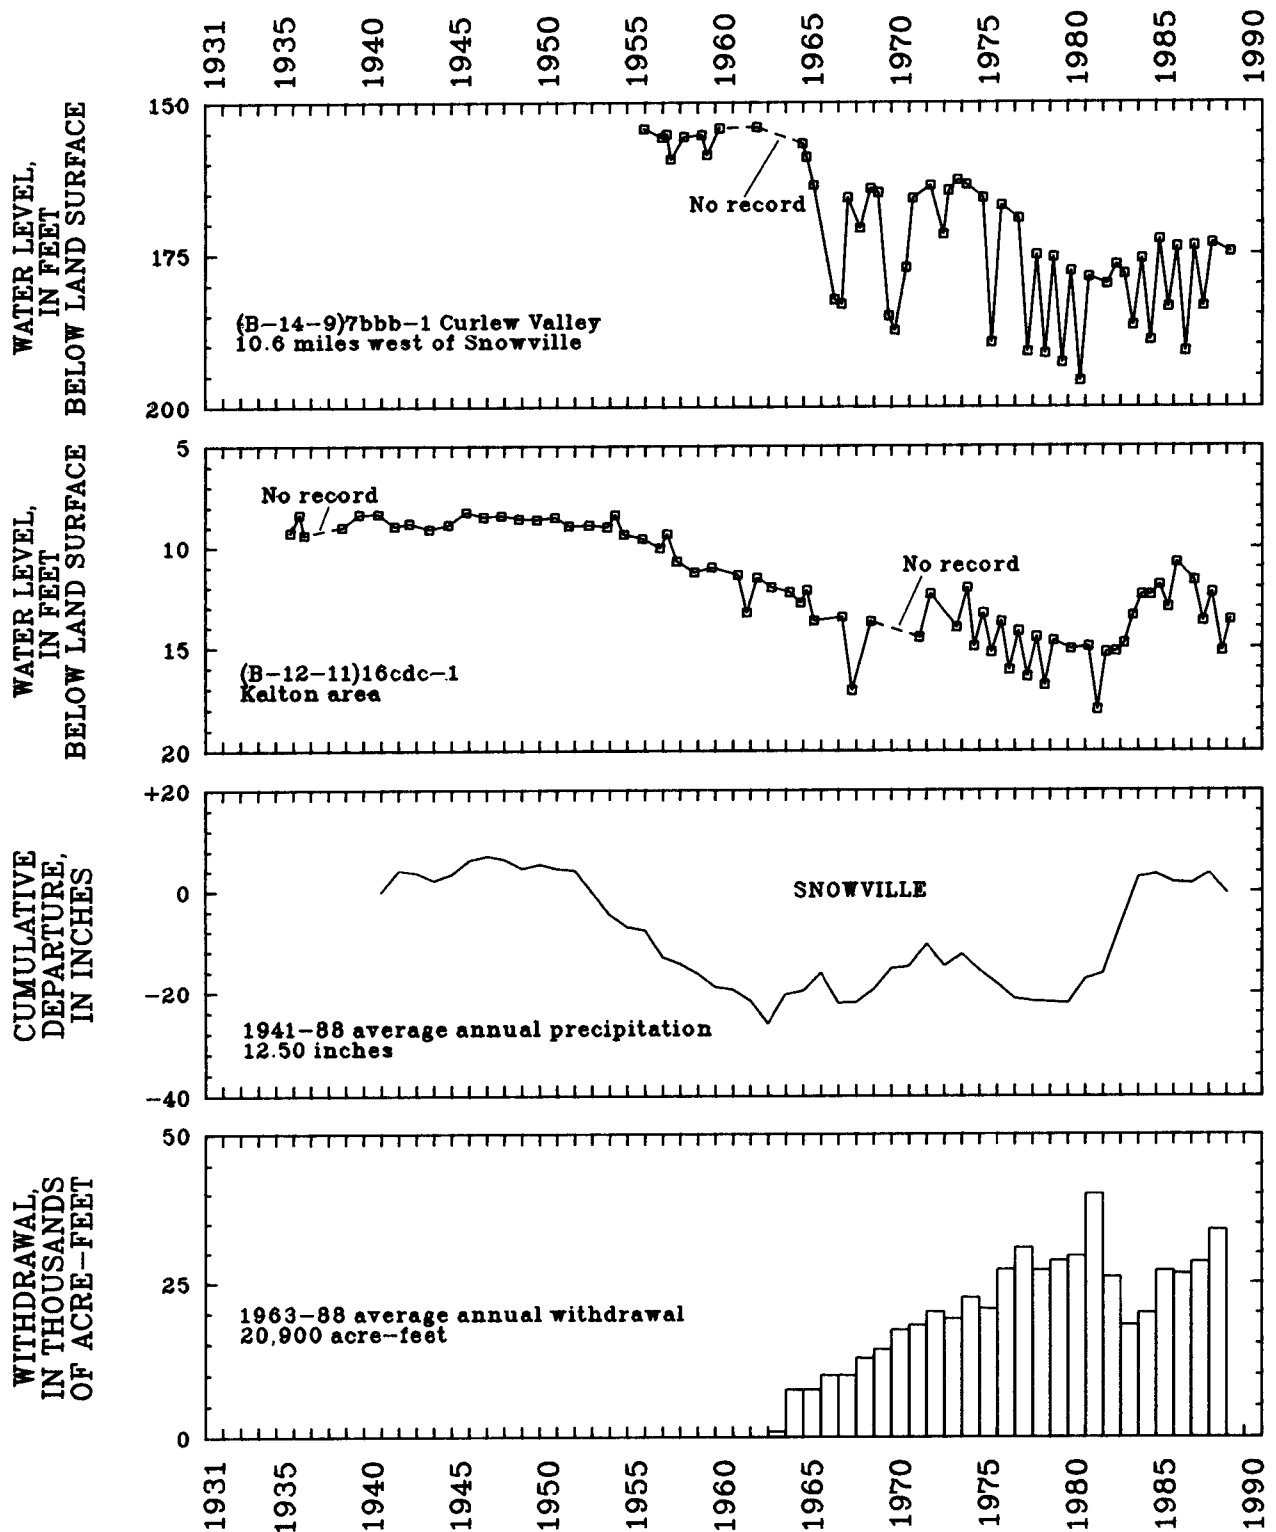 1931 1935 1940 1945 1950 1955 1960 1965 1970 1975 1980 1985 1990
WATER LEVEL,
IN FEET
BELOW LAND SURFACE
150
175
200
No record
(B-14-9)7bbb-1 Curlew Valley
10.6 miles west of Snowville
WATER LEVEL,
IN FEET
BELOW LAND SURFACE
5
10
15
20
No record
No record
(B-12-11)16cdc-1
Kelton area
CUMULATIVE
DEPARTURE,
IN INCHES
+20
0
-20
-40
SNOWVILLE
1941-88 average annual precipitation
12.50 inches
WITHDRAWAL,
IN THOUSANDS
OF ACRE-FEET
50
25
0
1963-88 average annual withdrawal
20,900 acre-feet
1931 1935 1940 1945 1950 1955 1960 1965 1970 1975 1980 1985 1990